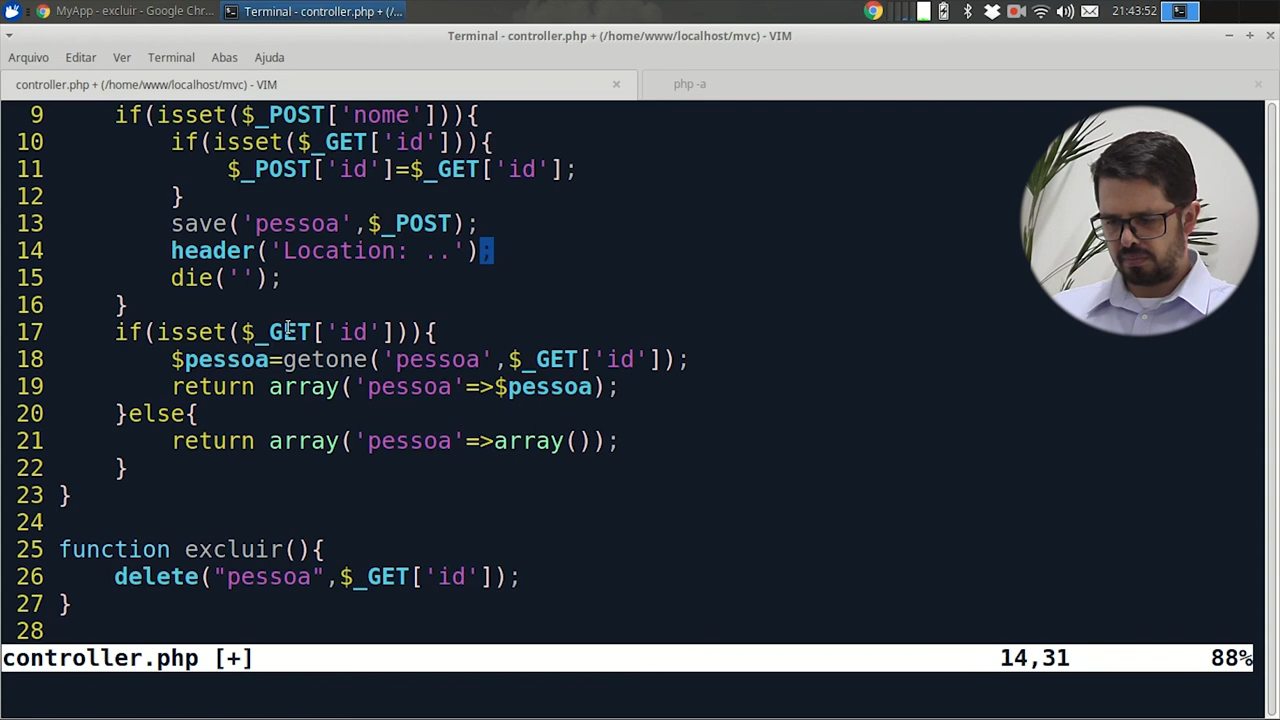 MyApp - excluir - Google Chr...
Terminal - controller.php + (/...
21:43:52
Terminal - controller.php + (/home/www/localhost/mvc) - VIM
Arquivo Editar Ver Terminal Abas Ajuda
controller.php + (/home/www/localhost/mvc) - VIM
php -a
9 if(isset($_POST['nome'])){
10 if(isset($_GET['id'])){
11 $_POST['id']=$_GET['id'];
12 }
13 save('pessoa',$_POST);
14 header('Location: ..');
15 die('');
16 }
17 if(isset($_GET['id'])){
18 $pessoa=getone('pessoa',$_GET['id']);
19 return array('pessoa'=>$pessoa);
20 }else{
21 return array('pessoa'=>array());
22 }
23 }
24
25 function excluir(){
26 delete("pessoa",$_GET['id']);
27 }
28
controller.php [+] 14,31 88%